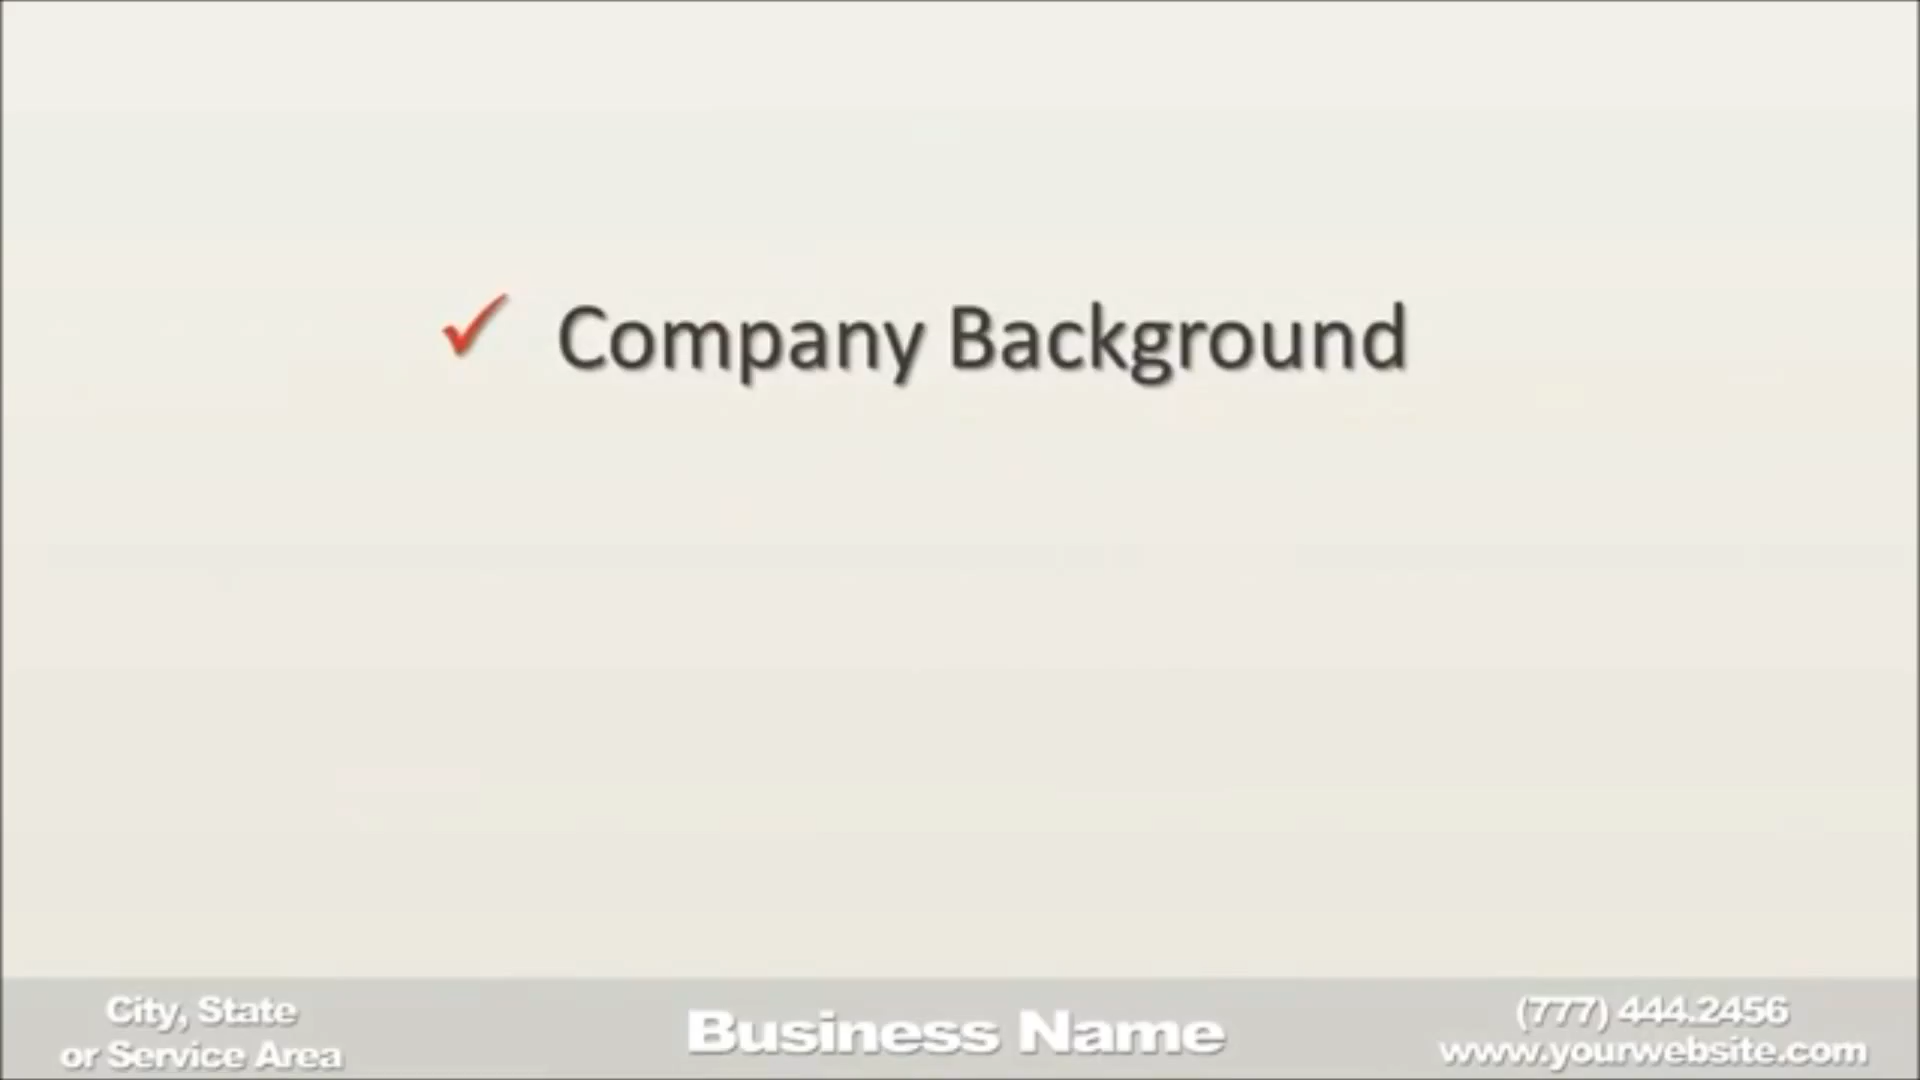 ✓ Company Background
City, State
or Service Area
Business Name
(777) 444.2456
www.yourwebsite.com